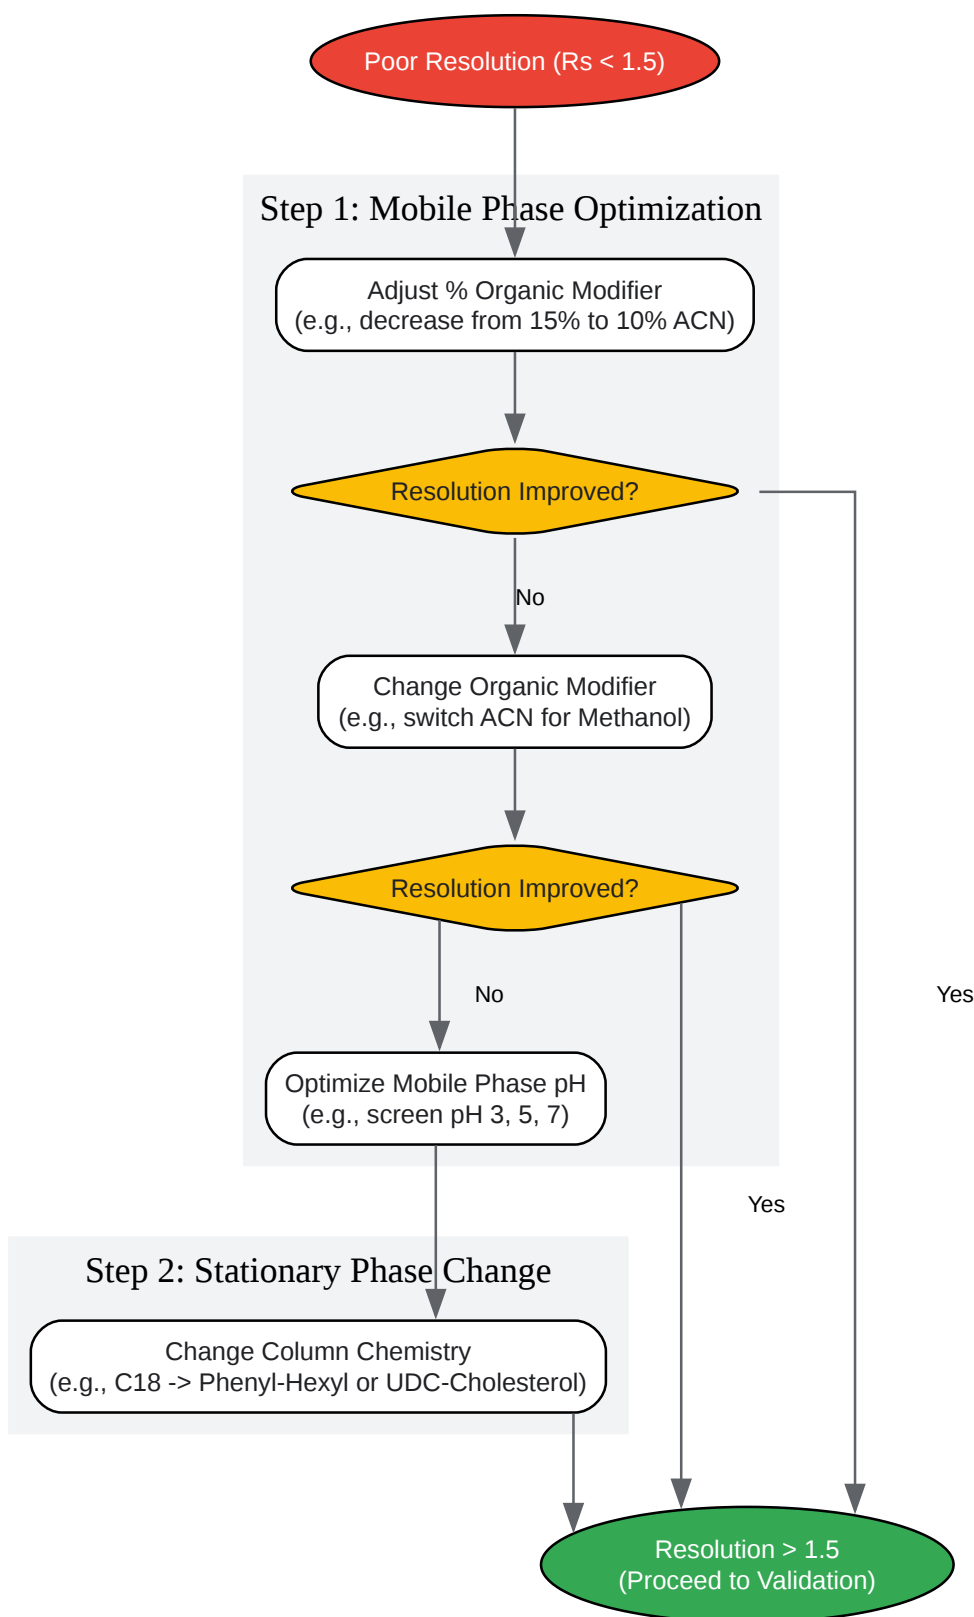 Poor Resolution (Rs < 1.5)
Step 1: Mobile Phase Optimization
Adjust % Organic Modifier
(e.g., decrease from 15% to 10% ACN)
Resolution Improved?
No
Change Organic Modifier
(e.g., switch ACN for Methanol)
Resolution Improved?
No
Yes
Optimize Mobile Phase pH
(e.g., screen pH 3, 5, 7)
Yes
Step 2: Stationary Phase Change
Change Column Chemistry
(e.g., C18 -> Phenyl-Hexyl or UDC-Cholesterol)
Resolution > 1.5
(Proceed to Validation)